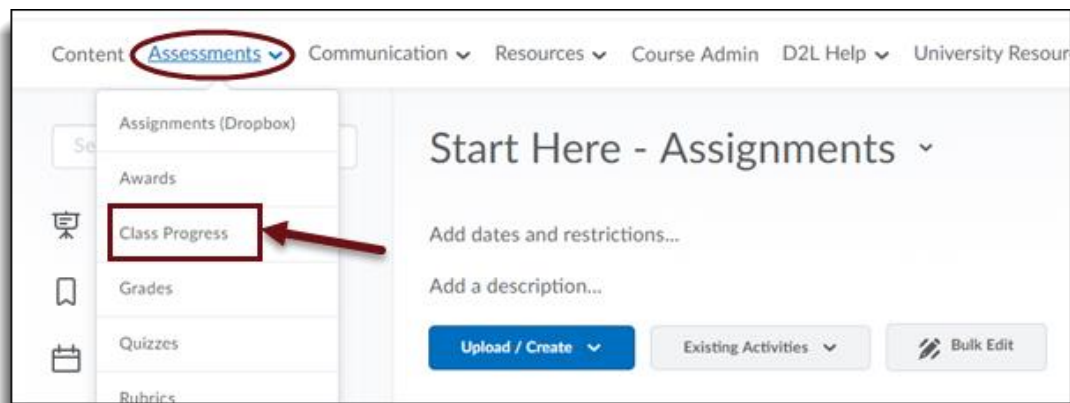 Content Assessments Communication Resources Course Admin D2L Help University Resour
Assignments (Dropbox)
Awards
Class Progress
Grades
Quizzes
Rubrics
Se
Start Here - Assignments
Add dates and restrictions...
Add a description...
Upload / Create Existing Activities Bulk Edit